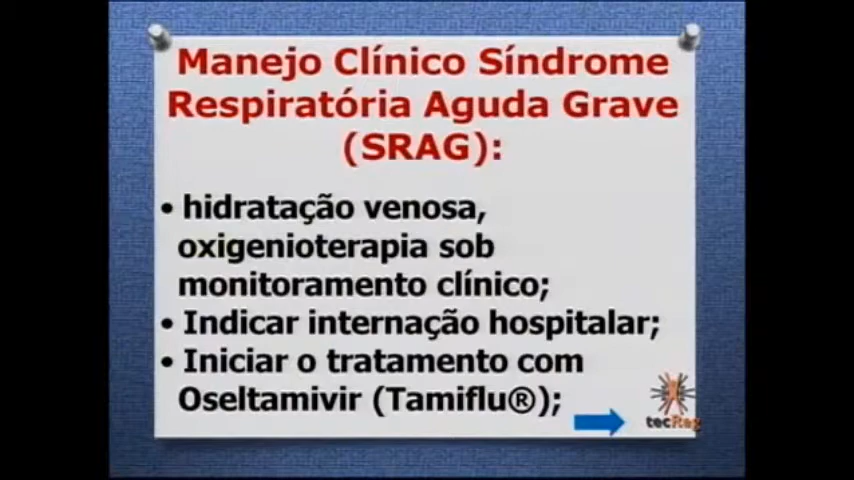 Manejo Clínico Síndrome
Respiratória Aguda Grave
(SRAG):
• hidratação venosa,
oxigenioterapia sob
monitoramento clínico;
• Indicar internação hospitalar;
• Iniciar o tratamento com
Oseltamivir (Tamiflu®);
tecReg